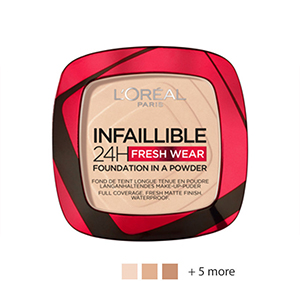 L'ORÉAL
PARIS
INFAILLIBLE
24H FRESH WEAR
FOUNDATION IN A POWDER
FOND DE TEINT LONGUE TENUE EN POUDRE
LANGANHALTENDES MAKE-UP-PUDER
FULL COVERAGE, FRESH MATTE FINISH,
WATERPROOF
+ 5 more